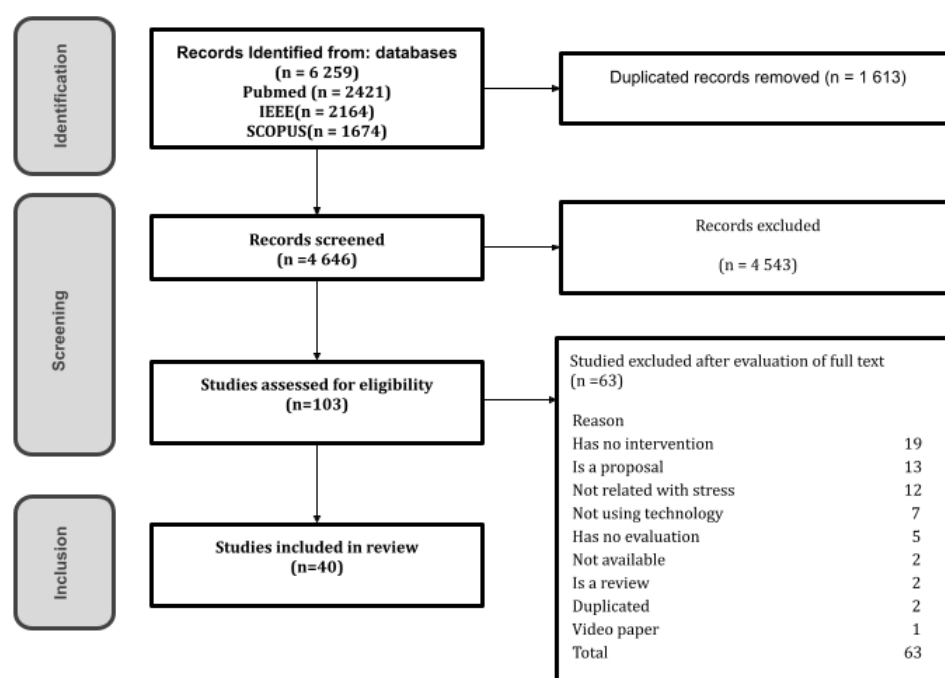 Identification
Records Identified from: databases
(n = 6 259)
Pubmed (n = 2421)
IEEE(n = 2164)
SCOPUS(n = 1674)
Duplicated records removed (n = 1 613)
Screening
Records screened
(n =4 646)
Records excluded
(n = 4 543)
Studies assessed for eligibility
(n=103)
Studied excluded after evaluation of full text
(n =63)
Reason
Has no intervention 19
Is a proposal 13
Not related with stress 12
Not using technology 7
Has no evaluation 5
Not available 2
Is a review 2
Duplicated 2
Video paper 1
Total 63
Inclusion
Studies included in review
(n=40)